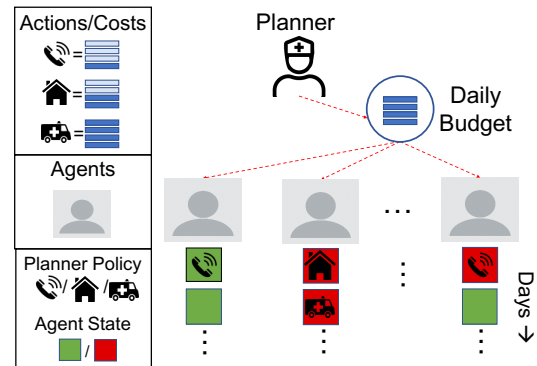 Actions/Costs
=
=
=
Agents
Planner Policy
/ /
Agent State
/
Planner
Daily
Budget
...
Days →